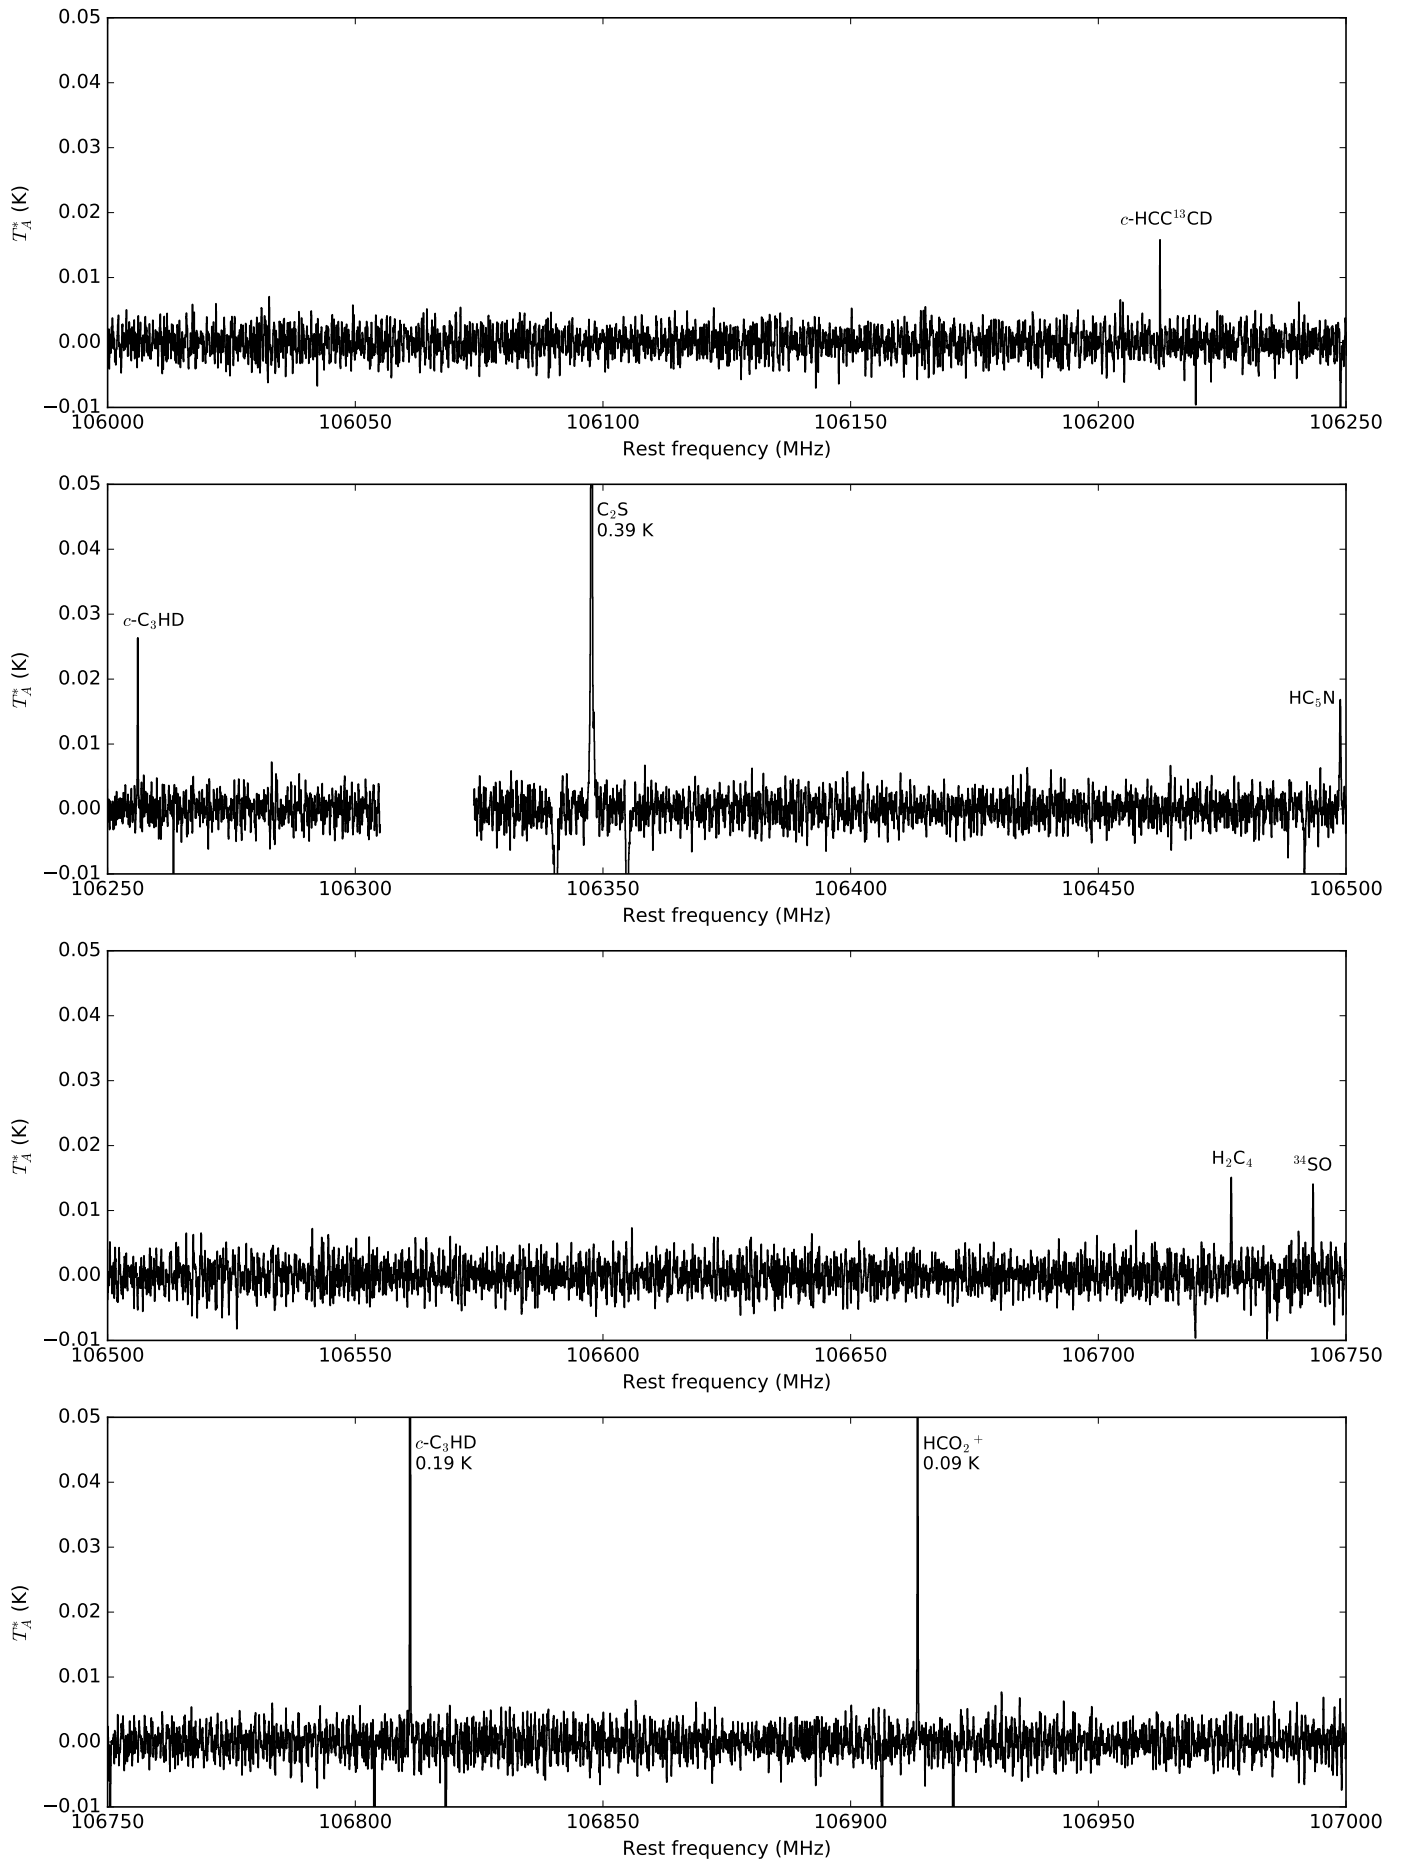 0.05
0.04
0.03
0.02
0.01
0.00
−0.01
T*A (K)
c-HCC13CD
106000 106050 106100 106150 106200 106250
Rest frequency (MHz)
0.05
0.04
0.03
0.02
0.01
0.00
−0.01
T*A (K)
C2S
0.39 K
c-C3HD
HC5N
106250 106300 106350 106400 106450 106500
Rest frequency (MHz)
0.05
0.04
0.03
0.02
0.01
0.00
−0.01
T*A (K)
H2C4 34SO
106500 106550 106600 106650 106700 106750
Rest frequency (MHz)
0.05
0.04
0.03
0.02
0.01
0.00
−0.01
T*A (K)
c-C3HD
0.19 K
HCO2+
0.09 K
106750 106800 106850 106900 106950 107000
Rest frequency (MHz)